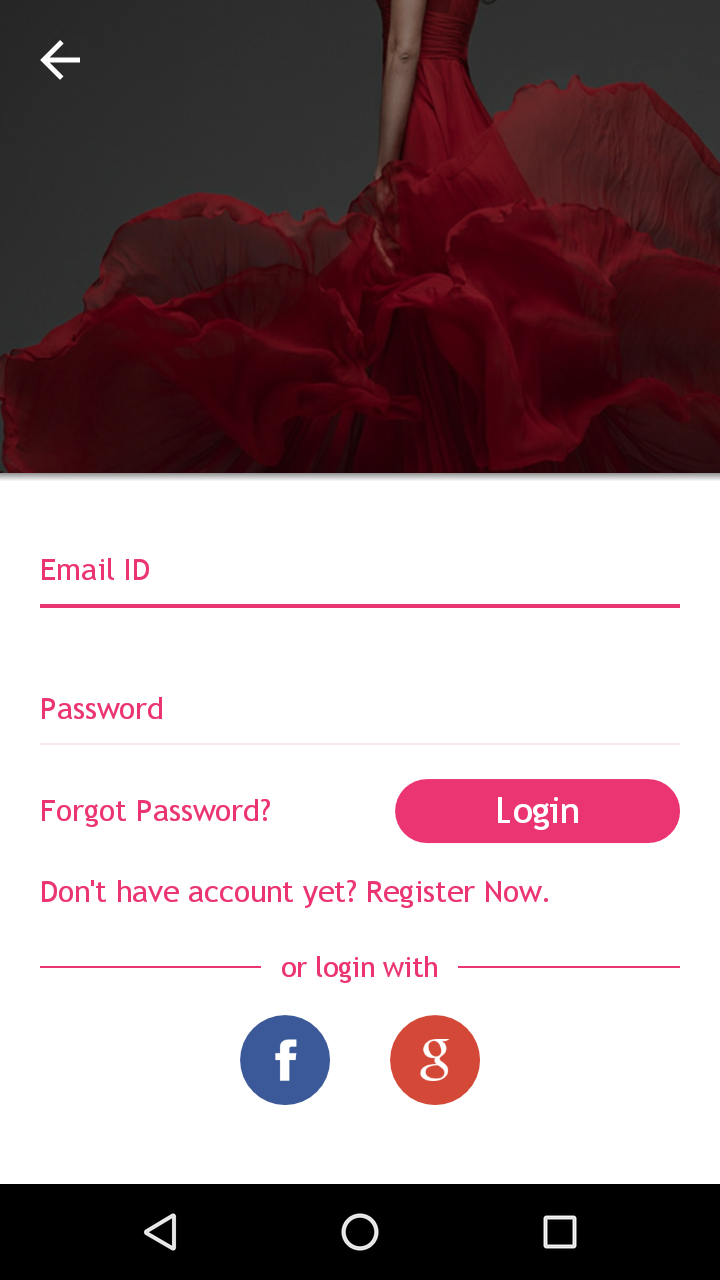 Email ID
Password
Forgot Password?
Login
Don't have account yet? Register Now.
or login with
f
g